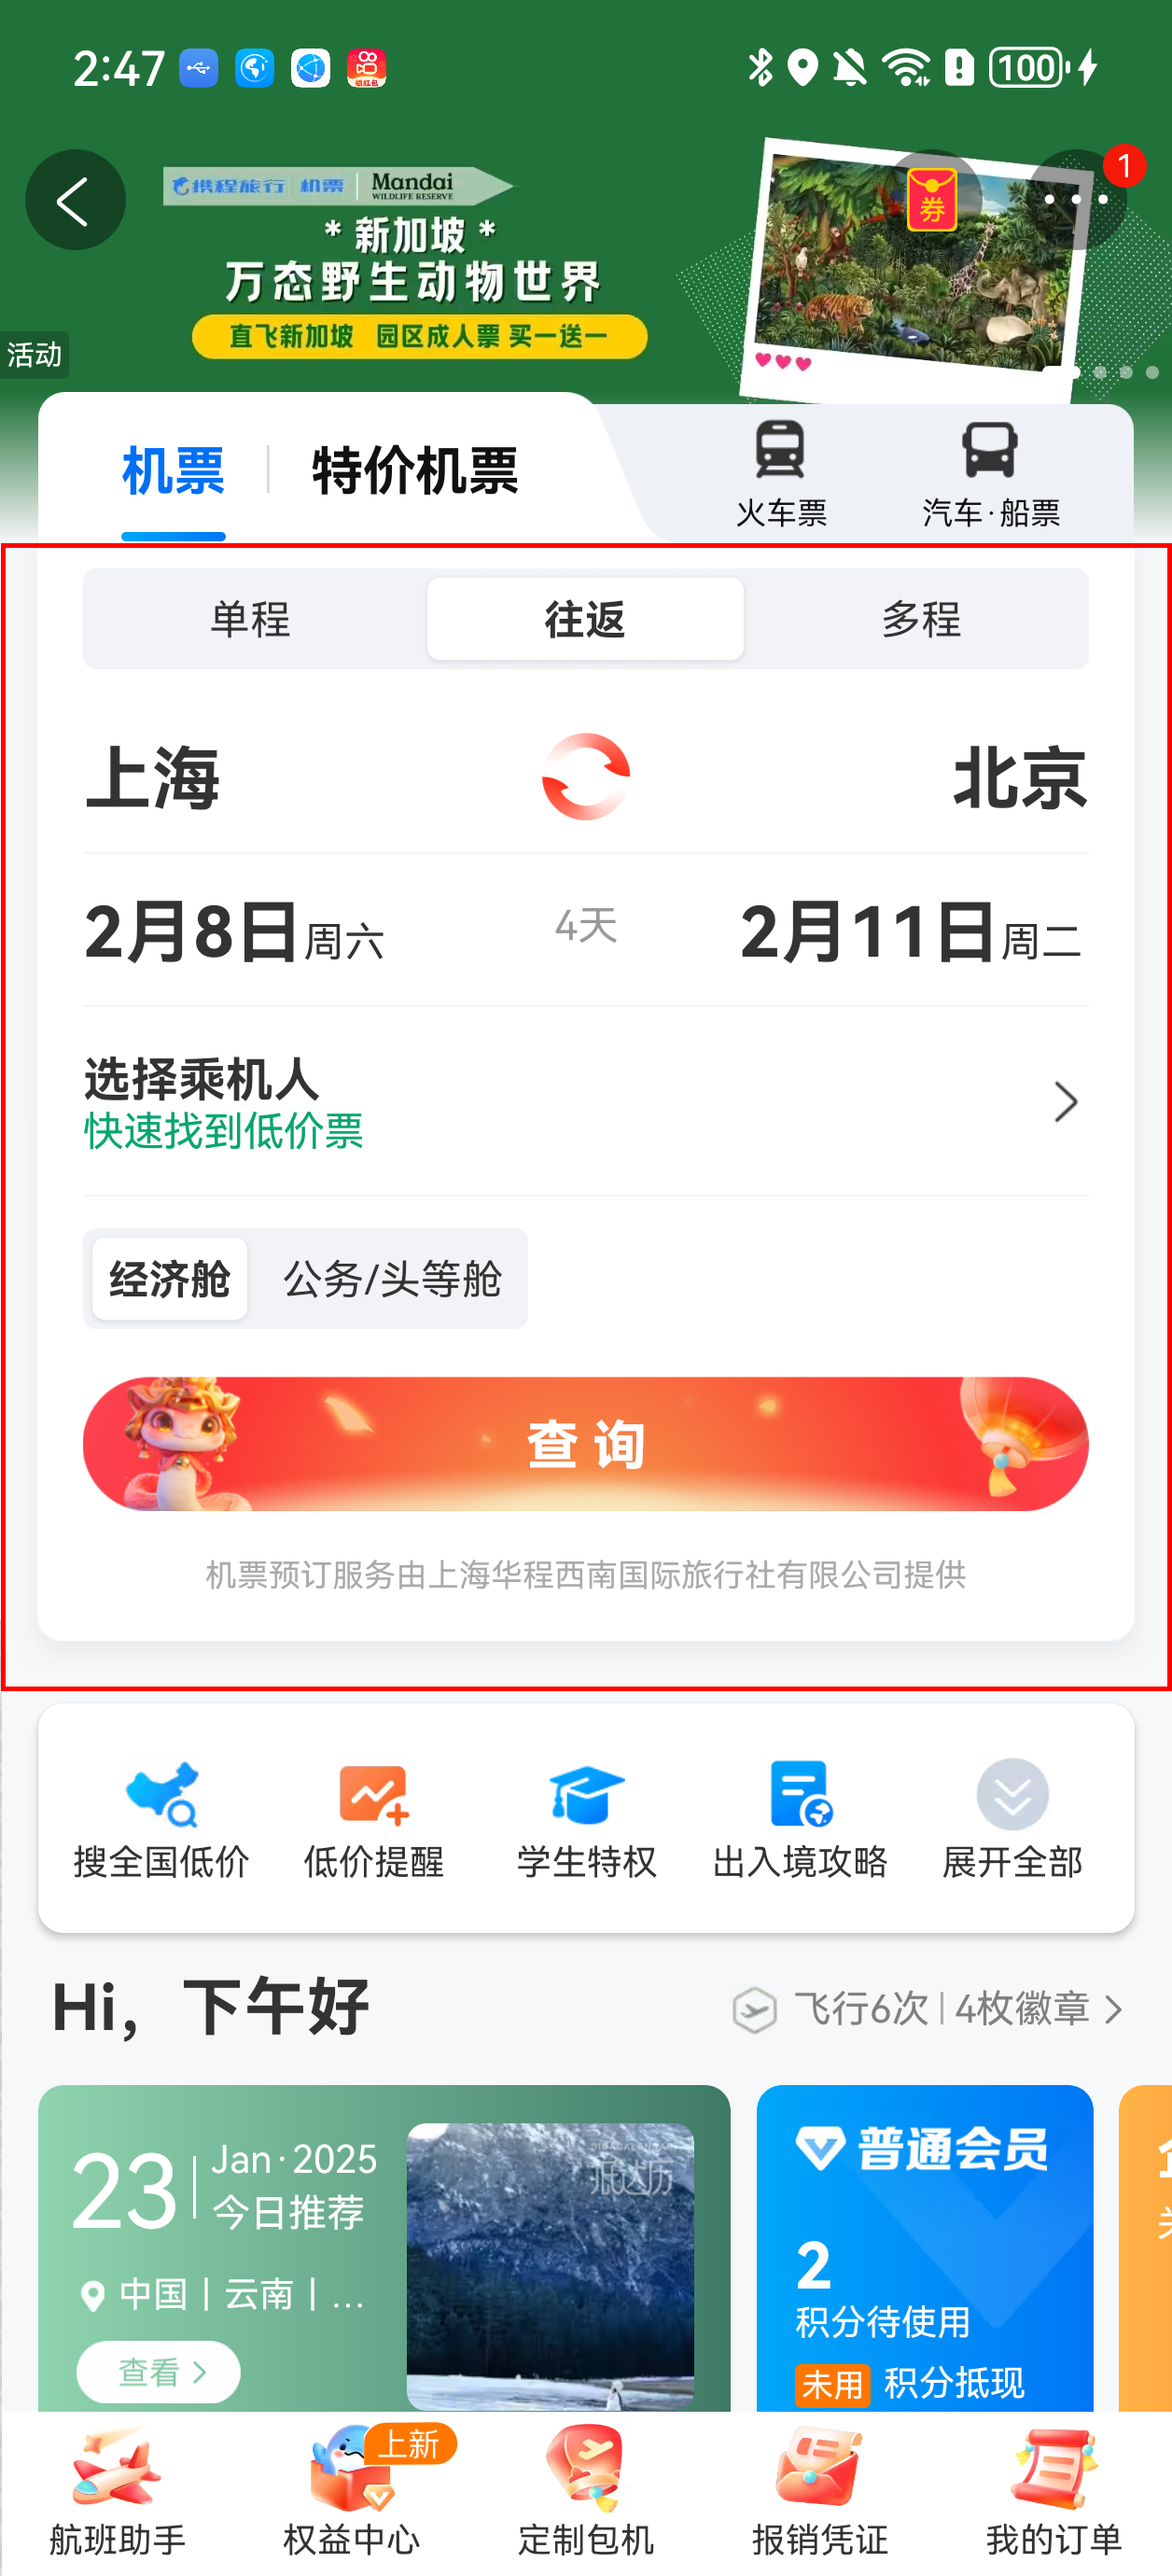 2:47
100
携程旅行 机票 Mandai
WILDLIFE RESERVE
* 新加坡 *
万态野生动物世界
直飞新加坡 园区成人票 买一送一
券
1
活动
机票 特价机票
火车票 汽车·船票
单程 往返 多程
上海 北京
2月8日周六 4天 2月11日周二
选择乘机人
快速找到低价票
经济舱 公务/头等舱
查询
机票预订服务由上海华程西南国际旅行社有限公司提供
搜全国低价 低价提醒 学生特权 出入境攻略 展开全部
Hi，下午好
飞行6次 4枚徽章
23 Jan·2025
今日推荐
中国丨云南丨...
查看
普通会员
2
积分待使用
未用 积分抵现
上新
航班助手 权益中心 定制包机 报销凭证 我的订单